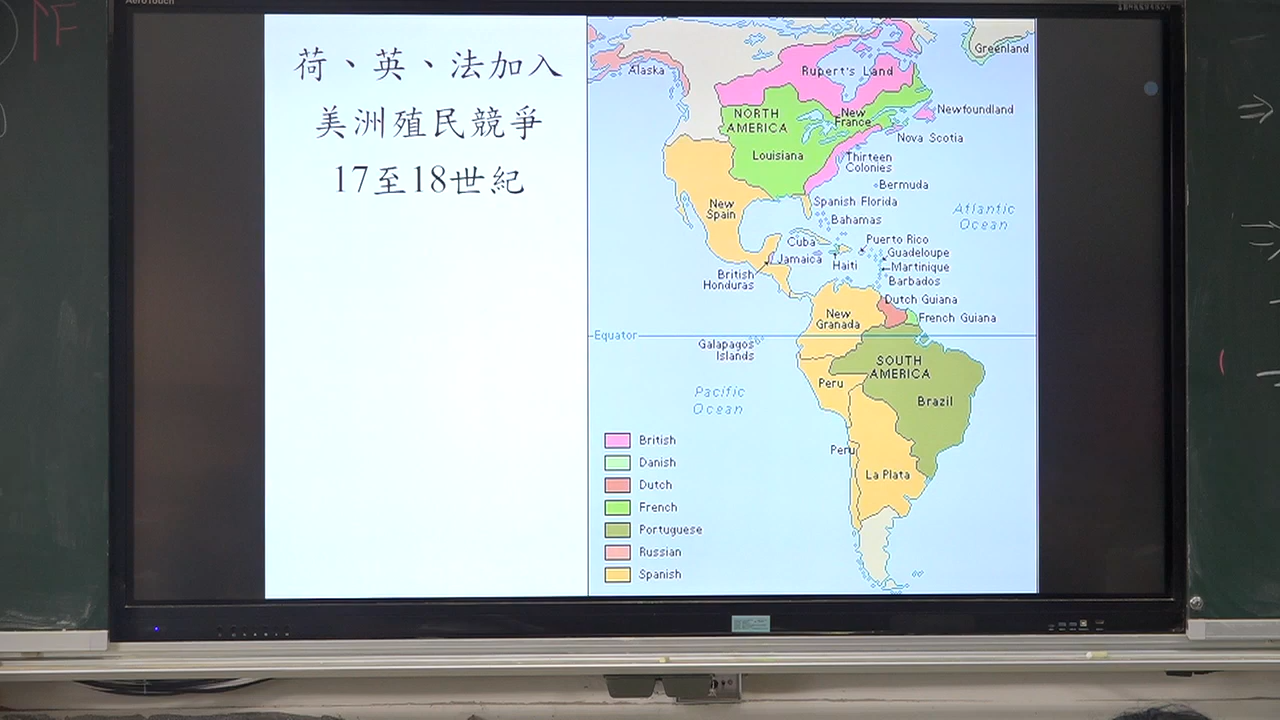 AeroTouch
荷、英、法加入
美洲殖民競爭
17至18世紀
Greenland
Alaska
Rupert's Land
NORTH
AMERICA
New
France
Newfoundland
Nova Scotia
Louisiana
Thirteen
Colonies
Bermuda
New
Spain
Spanish Florida
Bahamas
Atlantic
Ocean
Cuba
Puerto Rico
Jamaica
Haiti
Guadeloupe
Martinique
Barbados
British
Honduras
Dutch Guiana
French Guiana
New
Granada
Equator
Galapagos
Islands
SOUTH
AMERICA
Peru
Brazil
Pacific
Ocean
Peru
La Plata
British
Danish
Dutch
French
Portuguese
Russian
Spanish